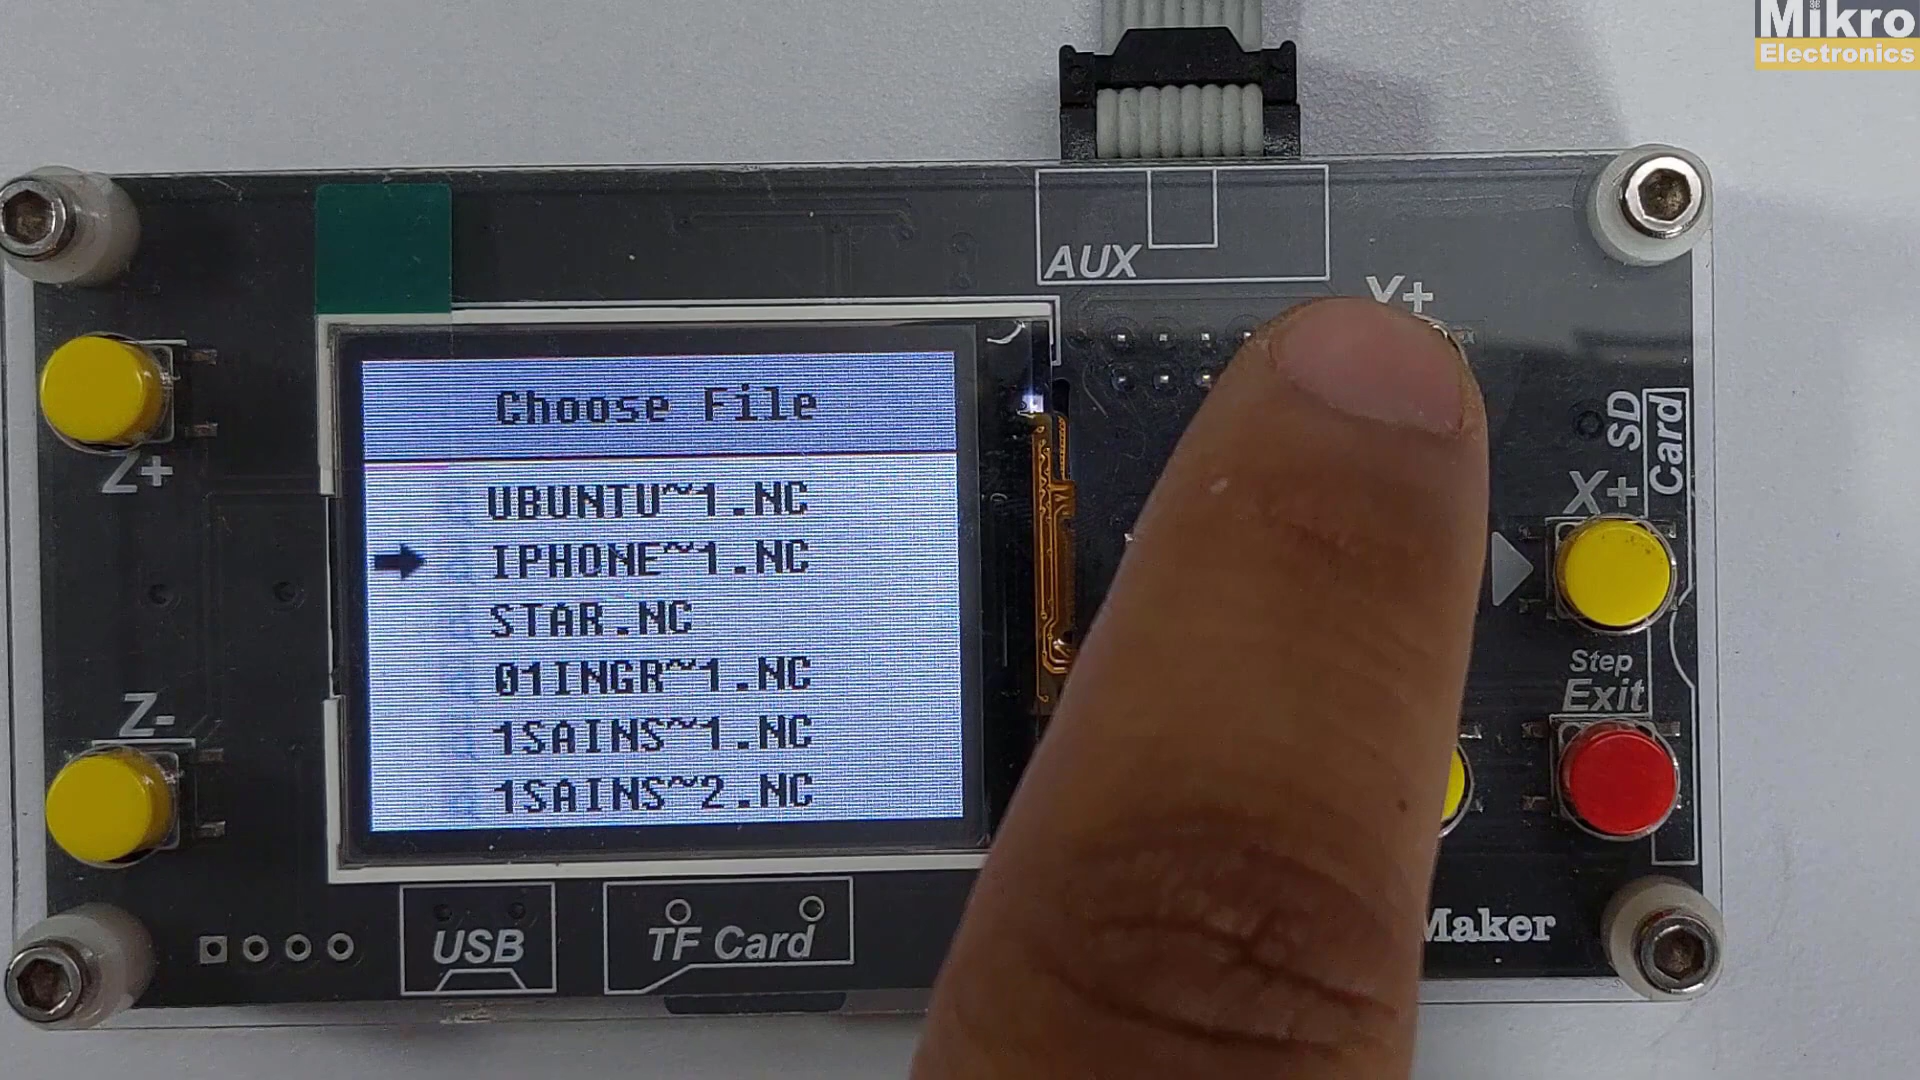 Mikro
Electronics
AUX
Y+
SD
Card
X+
Z+
Choose File
UBUNTU~1.NC
IPHONE~1.NC
STAR.NC
01INGR~1.NC
1SAINS~1.NC
1SAINS~2.NC
Step
Exit
Z-
USB
TF Card
Maker